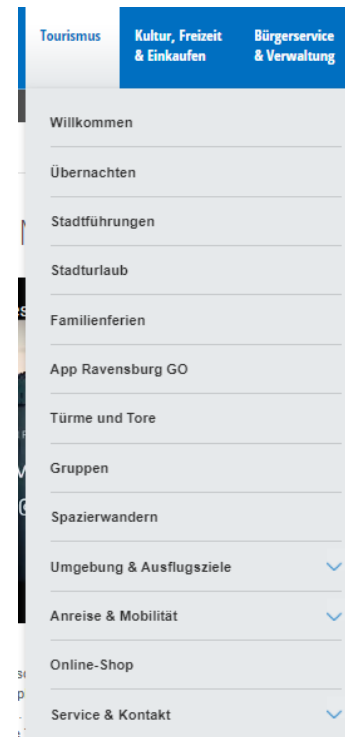 Tourismus
Kultur, Freizeit
& Einkaufen
Bürgerservice
& Verwaltung
Willkommen
Übernachten
Stadtführungen
Stadturlaub
Familienferien
App Ravensburg GO
Türme und Tore
Gruppen
Spazierwandern
Umgebung & Ausflugsziele
Anreise & Mobilität
Online-Shop
Service & Kontakt